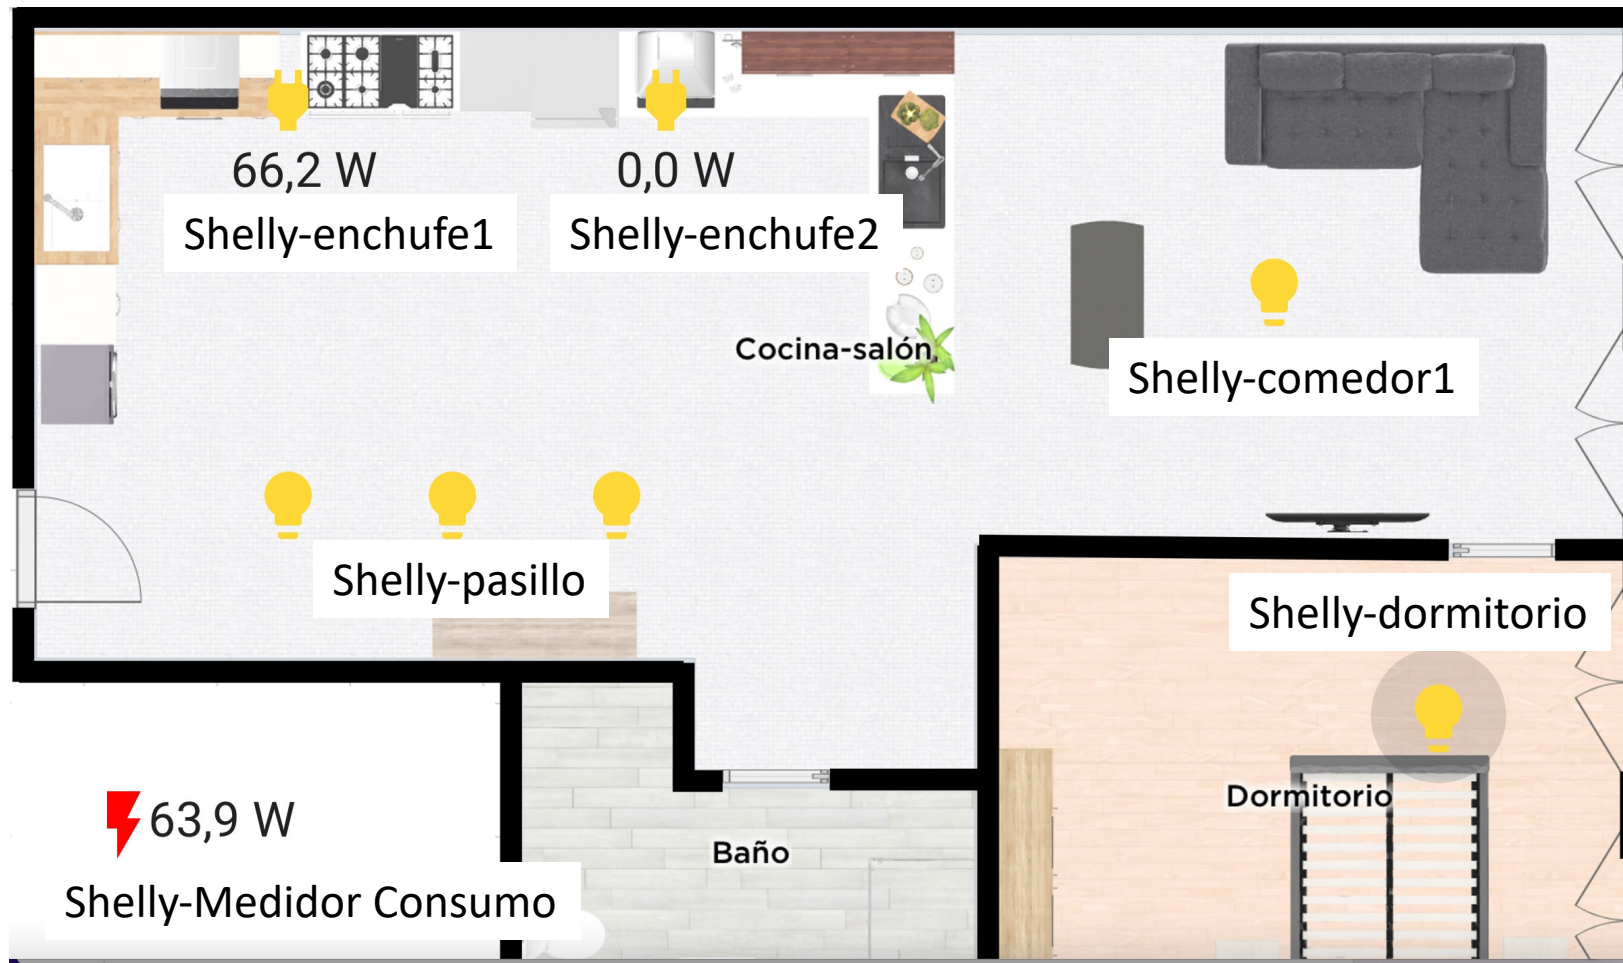 66,2 W
0,0 W
Shelly-enchufe1
Shelly-enchufe2
Cocina-salón
Shelly-comedor1
Shelly-pasillo
Shelly-dormitorio
Dormitorio
63,9 W
Baño
Shelly-Medidor Consumo